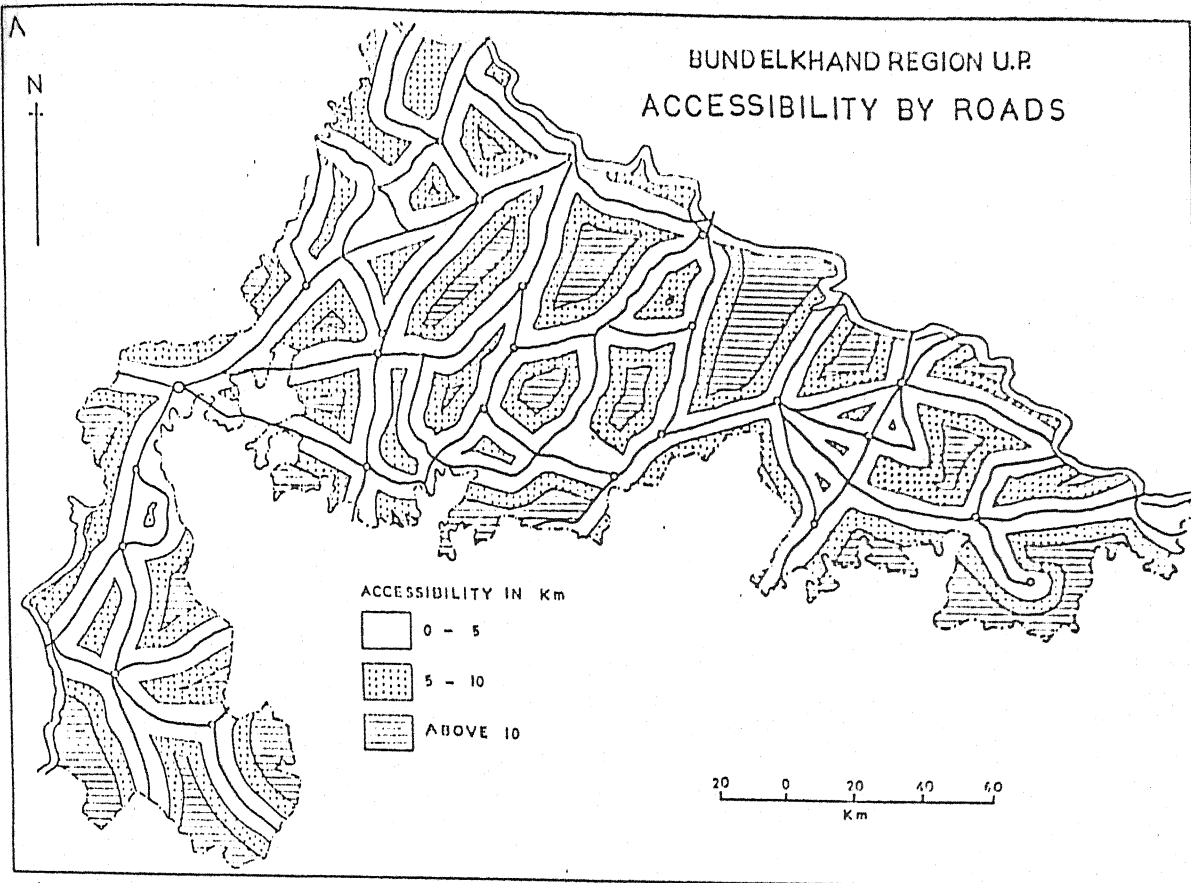 A
N
BUNDELKHAND REGION U.P.
ACCESSIBILITY BY ROADS
ACCESSIBILITY IN Km
0 - 5
5 - 10
ABOVE 10
20 0 20 40 60
Km